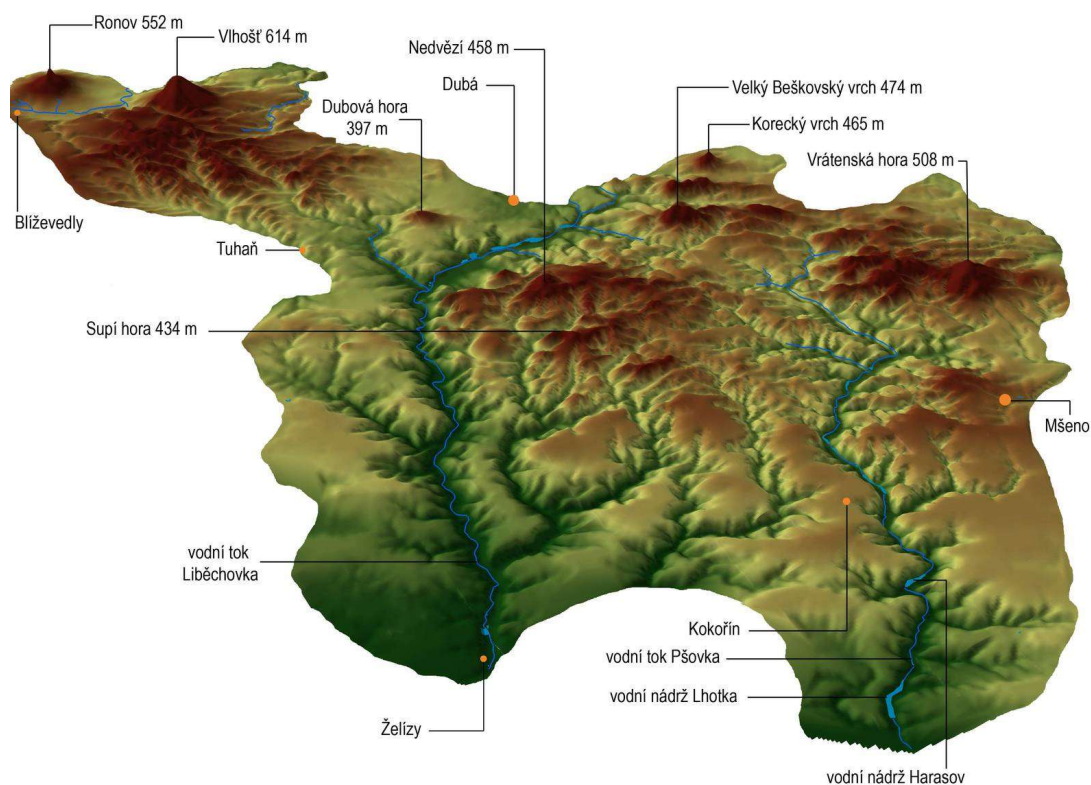 Ronov 552 m
Vlhošť 614 m
Nedvězí 458 m
Dubá
Velký Beškovský vrch 474 m
Dubová hora
397 m
Korecký vrch 465 m
Vrátenská hora 508 m
Blíževedly
Tuhaň
Supí hora 434 m
Mšeno
vodní tok
Liběchovka
Kokořín
vodní tok Pšovka
vodní nádrž Lhotka
Želízy
vodní nádrž Harasov